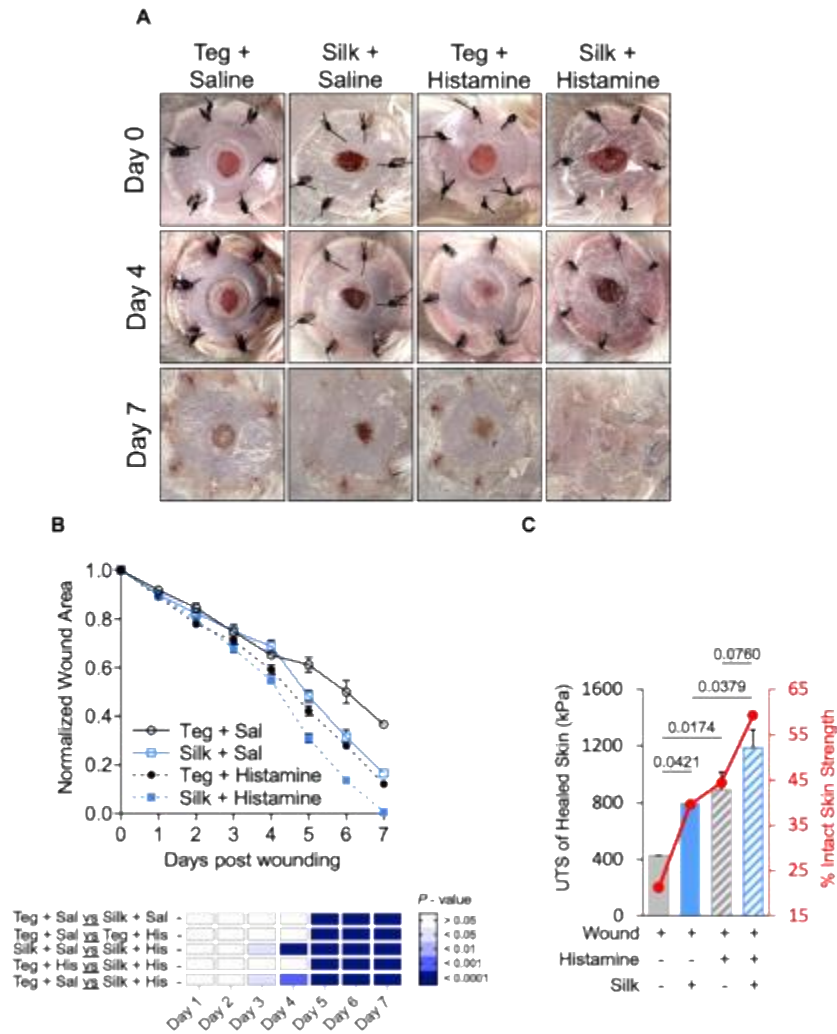 A
Teg + Saline
Silk + Saline
Teg + Histamine
Silk + Histamine
Day 0
Day 4
Day 7
B
Normalized Wound Area
1.0
0.8
0.6
0.4
0.2
0.0
Teg + Sal
Silk + Sal
Teg + Histamine
Silk + Histamine
0 1 2 3 4 5 6 7
Days post wounding
Teg + Sal vs Silk + Sal -
Teg + Sal vs Teg + His -
Silk + Sal vs Silk + His -
Teg + His vs Silk + His -
Teg + Sal vs Silk + His -
Day 1
Day 2
Day 3
Day 4
Day 5
Day 6
Day 7
P - value
> 0.05
< 0.05
< 0.01
< 0.001
< 0.0001
C
UTS of Healed Skin (kPa)
1600
1200
800
400
0
0.0760
0.0379
0.0174
0.0421
65
55
45
35
25
15
% Intact Skin Strength
Wound + + + +
Histamine - - + +
Silk - + - +